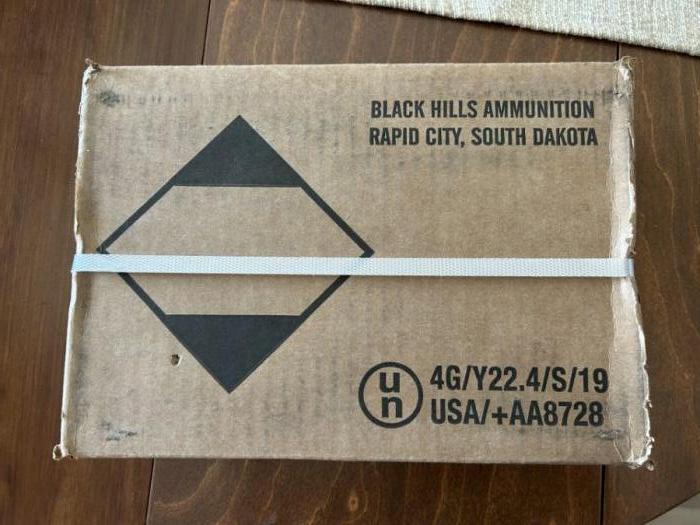 BLACK HILLS AMMUNITION
RAPID CITY, SOUTH DAKOTA
un
4G/Y22.4/S/19
USA/+AA8728